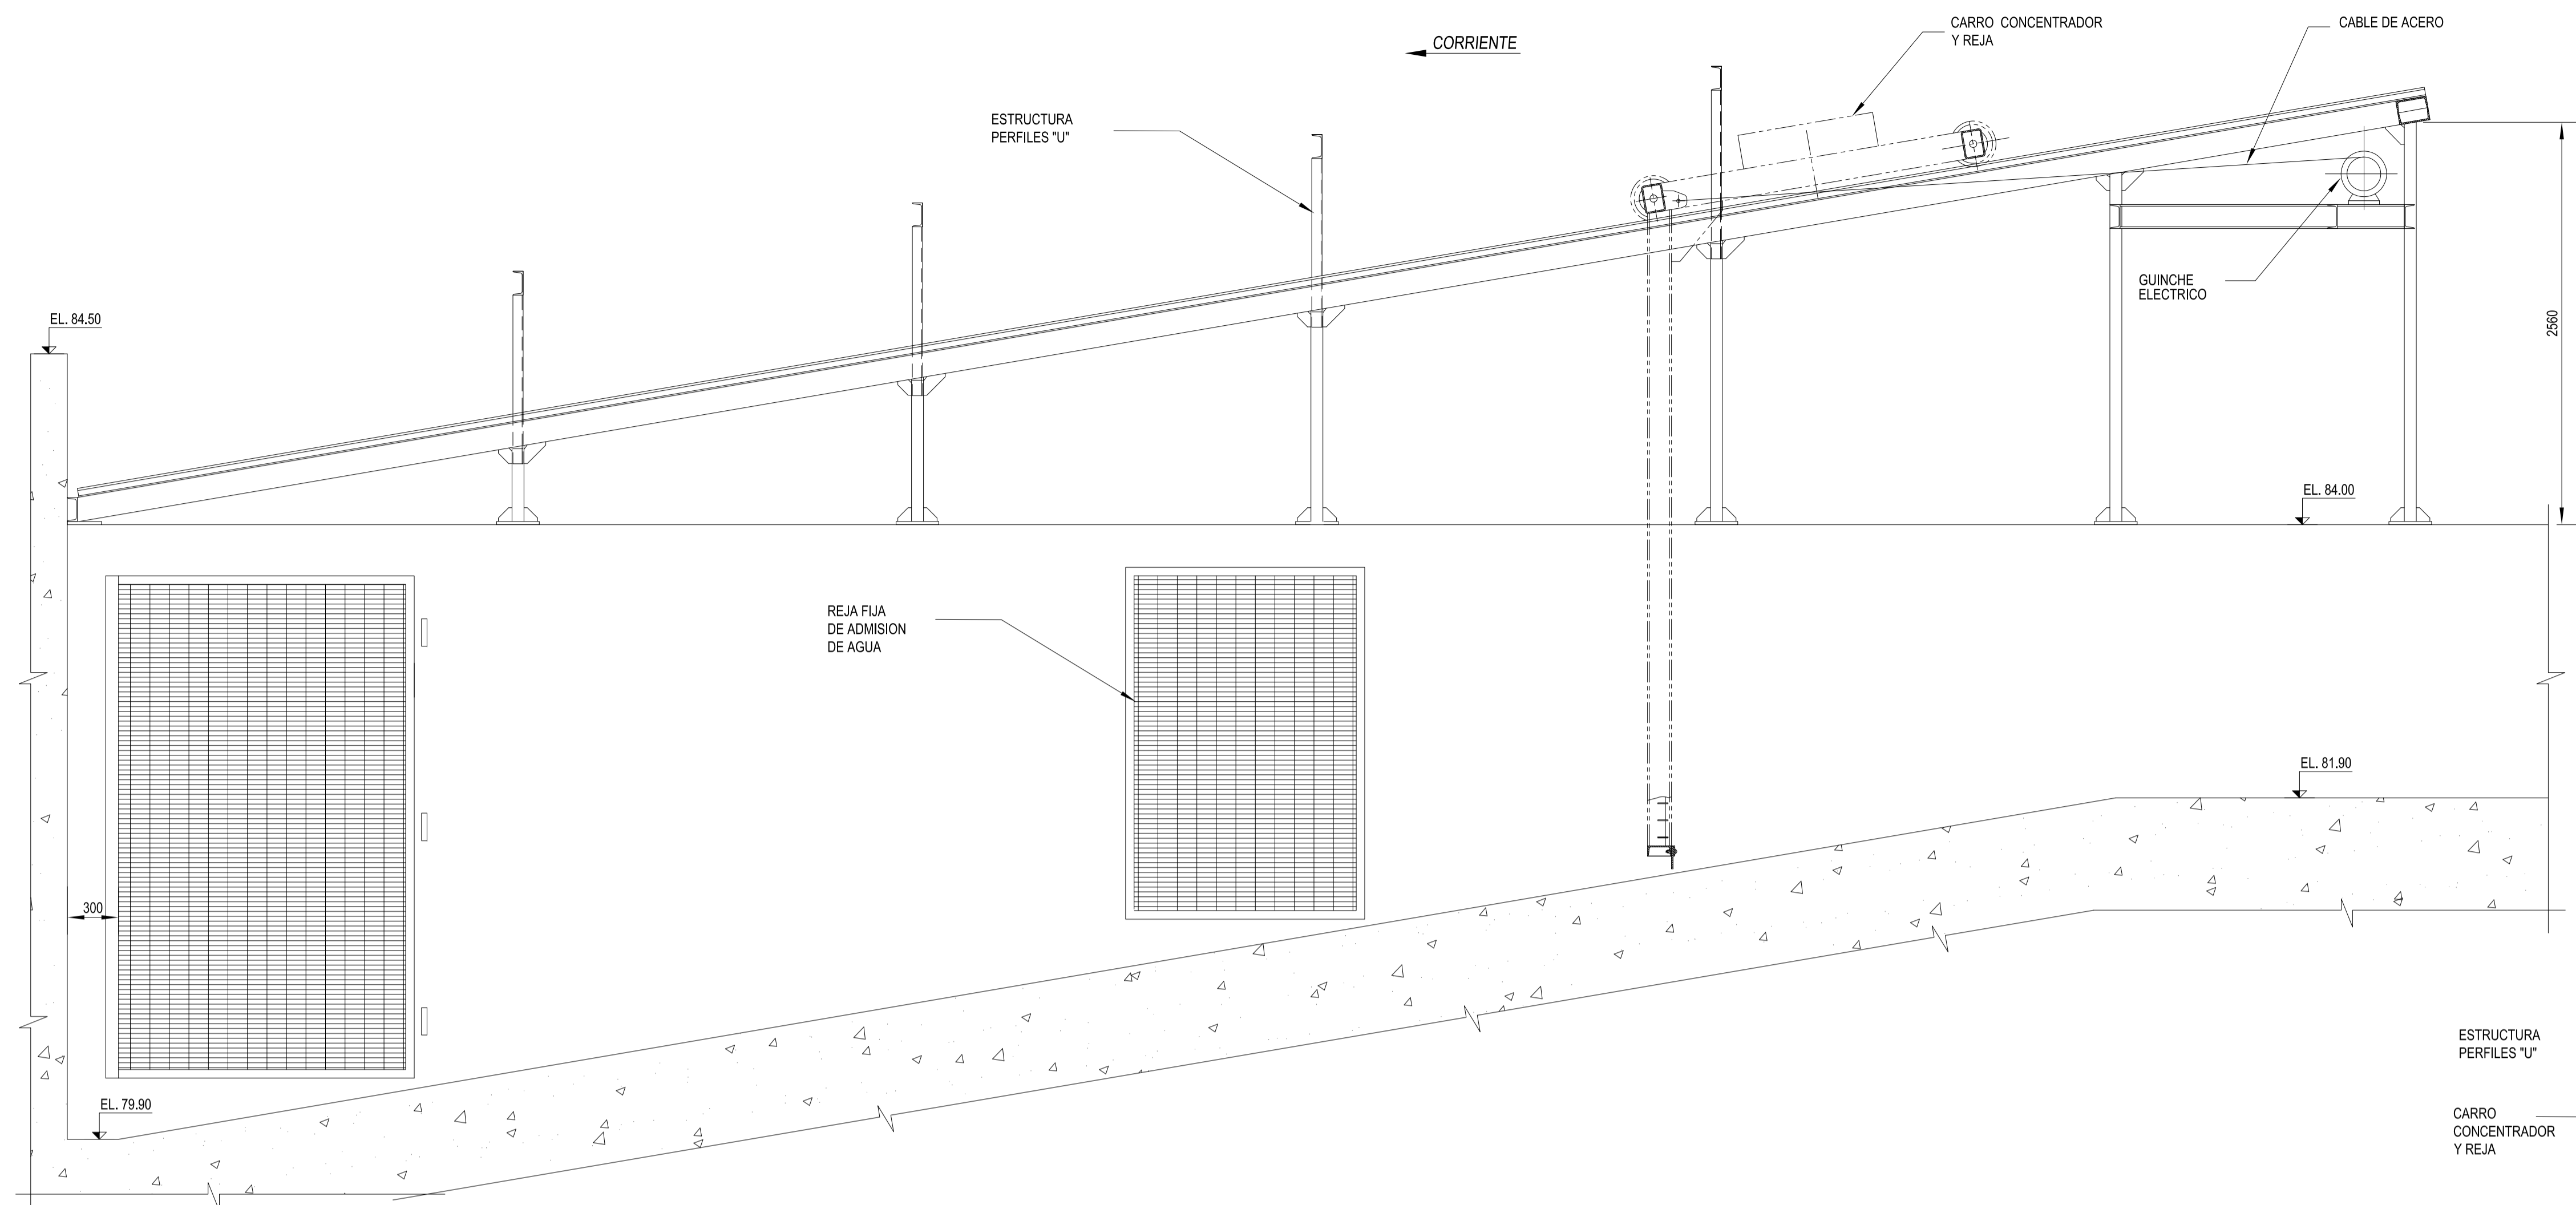 CARRO CONCENTRADOR
Y REJA
CABLE DE ACERO
CORRIENTE
ESTRUCTURA
PERFILES "U"
GUINCHE
ELECTRICO
2560
EL. 84.50
EL. 84.00
REJA FIJA
DE ADMISION
DE AGUA
EL. 81.90
300
EL. 79.90
ESTRUCTURA
PERFILES "U"
CARRO
CONCENTRADOR
Y REJA